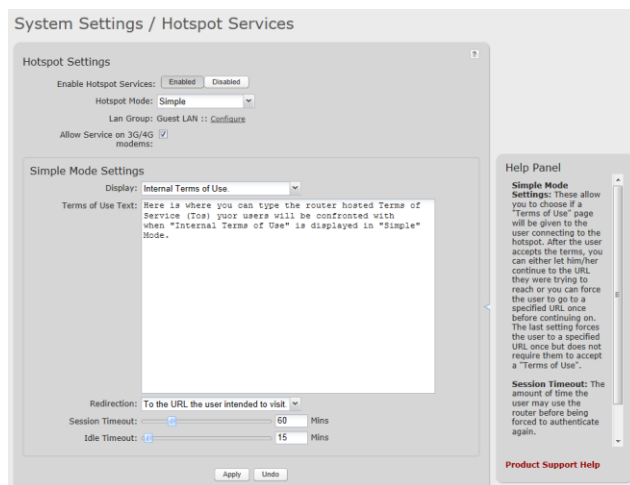 System Settings / Hotspot Services
Hotspot Settings
?
Enable Hotspot Services: Enabled Disabled
Hotspot Mode: Simple
Lan Group: Guest LAN :: Configure
Allow Service on 3G/4G
modems:
Simple Mode Settings
Display: Internal Terms of Use.
Terms of Use Text: Here is where you can type the router hosted Terms of
Service (Tos) yuor users will be confronted with
when "Internal Terms of Use" is displayed in "Simple"
Mode.
Redirection: To the URL the user intended to visit.
Session Timeout: 60 Mins
Idle Timeout: 15 Mins
Apply Undo
Help Panel
Simple Mode
Settings: These allow
you to choose if a
"Terms of Use" page
will be given to the
user connecting to the
hotspot. After the user
accepts the terms, you
can either let him/her
continue to the URL
they were trying to
reach or you can force
the user to go to a
specified URL once
before continuing on.
The last setting forces
the user to a specified
URL once but does not
require them to accept
a "Terms of Use".
Session Timeout: The
amount of time the
user may use the
router before being
forced to authenticate
again.
Product Support Help